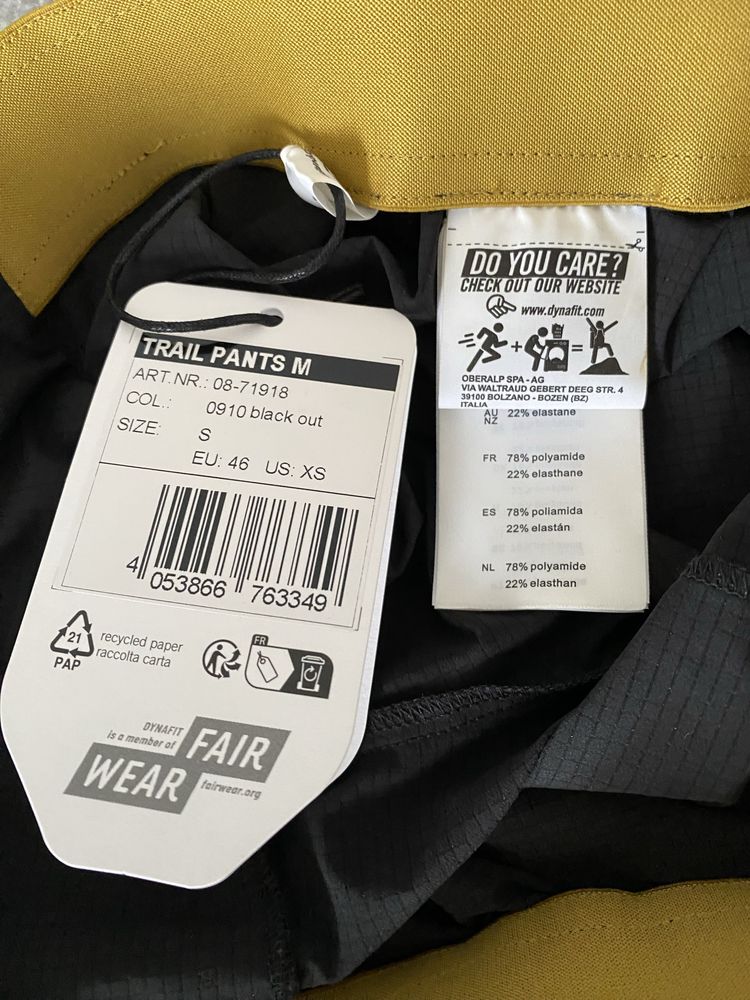 TRAIL PANTS M
ART.NR.: 08-71918
COL.: 0910 black out
SIZE: S
EU: 46 US: XS
4 053866 763349
21
PAP
recycled paper
raccolta carta
FR
DYNAFIT
is a member of
FAIR
WEAR
fairwear.org
DO YOU CARE?
CHECK OUT OUR WEBSITE
www.dynafit.com
+ =
OBERALP SPA - AG
VIA WALTRAUD GEBERT DEEG STR. 4
39100 BOLZANO - BOZEN (BZ)
ITALIA
AU 22% elastane
NZ
FR 78% polyamide
22% elasthane
ES 78% poliamida
22% elastán
NL 78% polyamide
22% elasthan